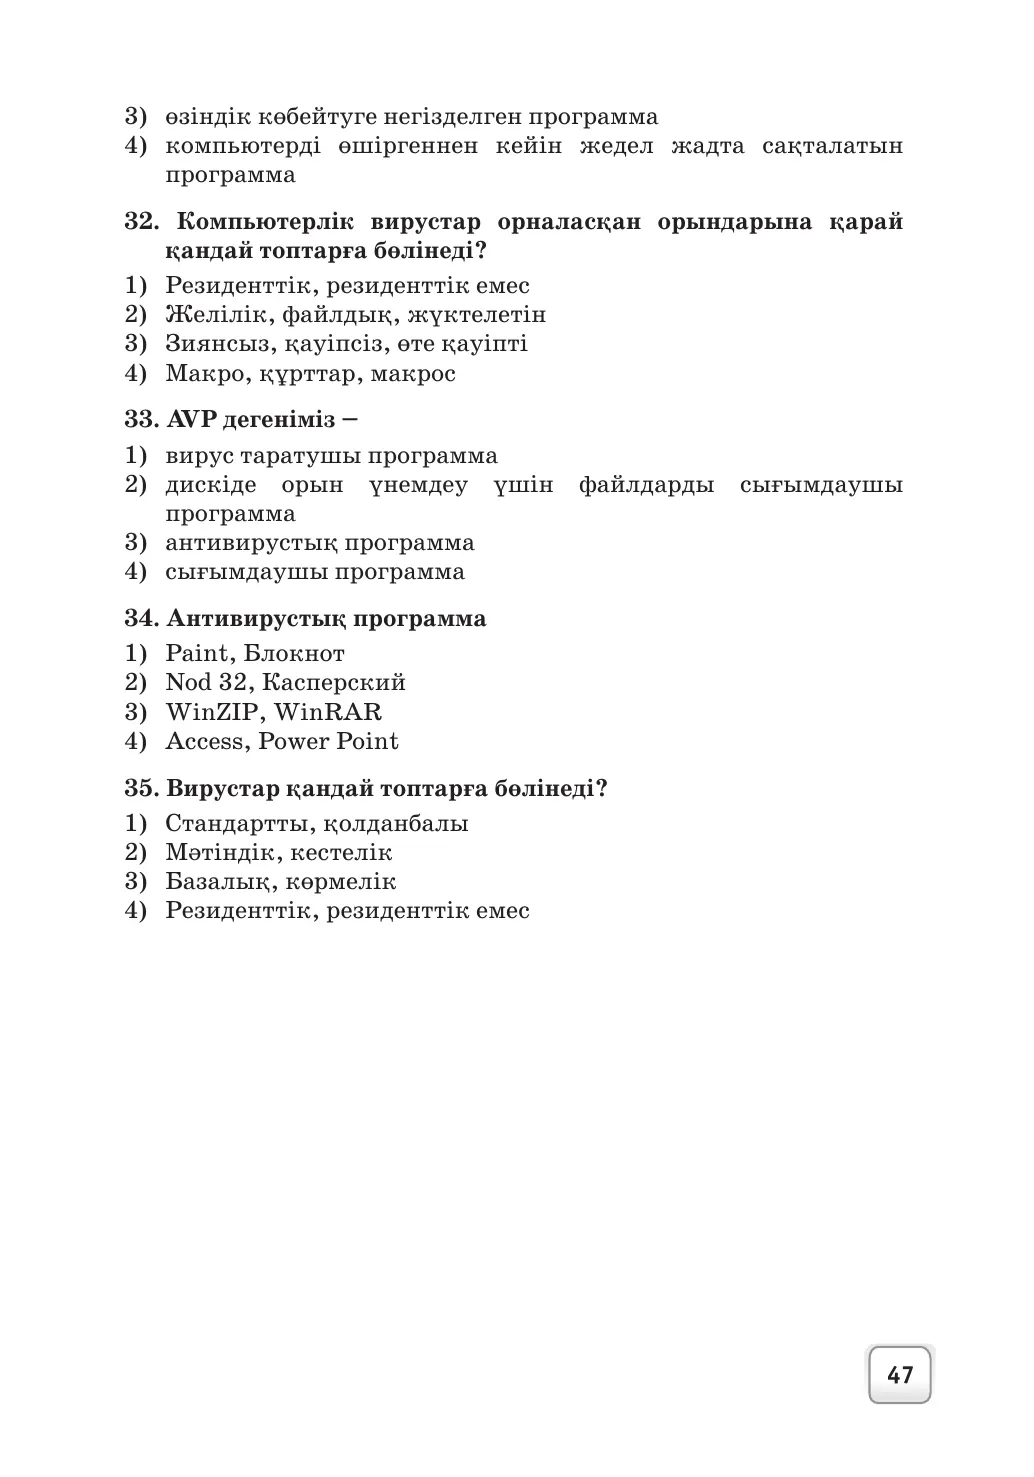 3) өзіндік көбейтуге негізделген программа
4) компьютерді өшіргеннен кейін жедел жадта сақталатын
программа
32. Компьютерлік вирустар орналасқан орындарына қарай
қандай топтарға бөлінеді?
1) Резиденттік, резиденттік емес
2) Желілік, файлдық, жүктелетін
3) Зиянсыз, қауіпсіз, өте қауіпті
4) Макро, құрттар, макрос
33. AVP дегеніміз –
1) вирус таратушы программа
2) дискіде орын үнемдеу үшін файлдарды сығымдаушы
программа
3) антивирустық программа
4) сығымдаушы программа
34. Антивирустық программа
1) Paint, Блокнот
2) Nod 32, Касперский
3) WinZIP, WinRAR
4) Access, Power Point
35. Вирустар қандай топтарға бөлінеді?
1) Стандартты, қолданбалы
2) Мәтіндік, кестелік
3) Базалық, көрмелік
4) Резиденттік, резиденттік емес
47